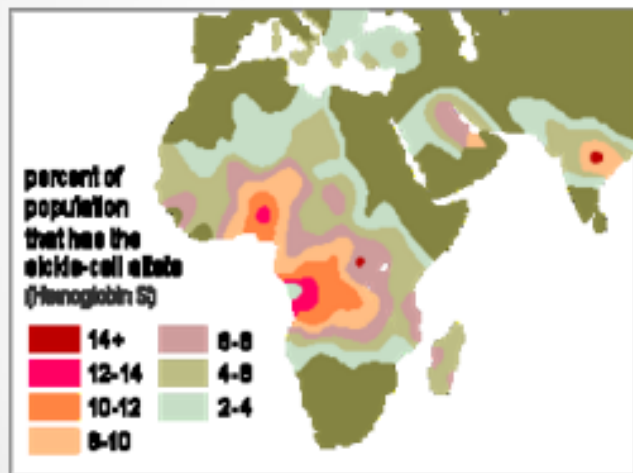 percent of
population
that has the
sickle-cell allele
(Hemoglobin S)
14+
12-14
10-12
8-10
6-8
4-6
2-4